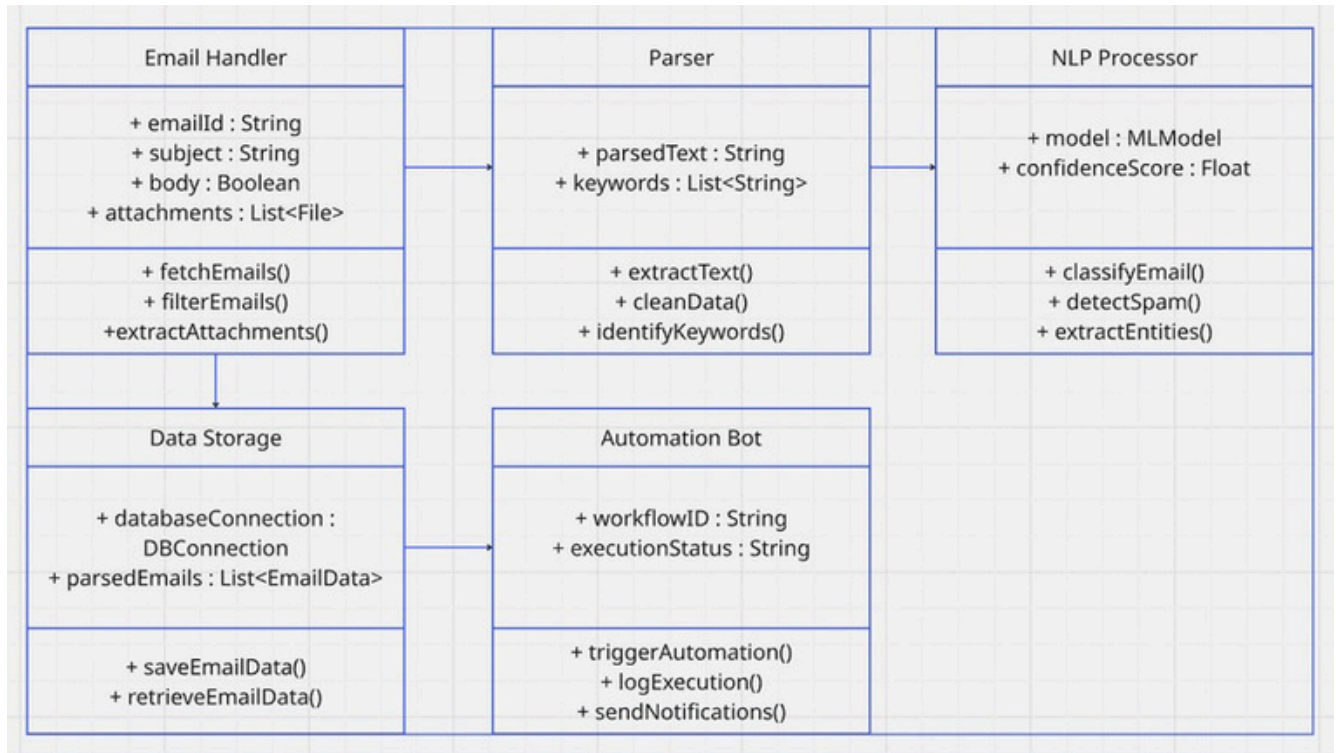 Email Handler
+ emailId : String
+ subject : String
+ body : Boolean
+ attachments : List<File>
+ fetchEmails()
+ filterEmails()
+extractAttachments()
Parser
+ parsedText : String
+ keywords : List<String>
+ extractText()
+ cleanData()
+ identifyKeywords()
NLP Processor
+ model : MLModel
+ confidenceScore : Float
+ classifyEmail()
+ detectSpam()
+ extractEntities()
Data Storage
+ databaseConnection :
DBConnection
+ parsedEmails : List<EmailData>
+ saveEmailData()
+ retrieveEmailData()
Automation Bot
+ workflowID : String
+ executionStatus : String
+ triggerAutomation()
+ logExecution()
+ sendNotifications()